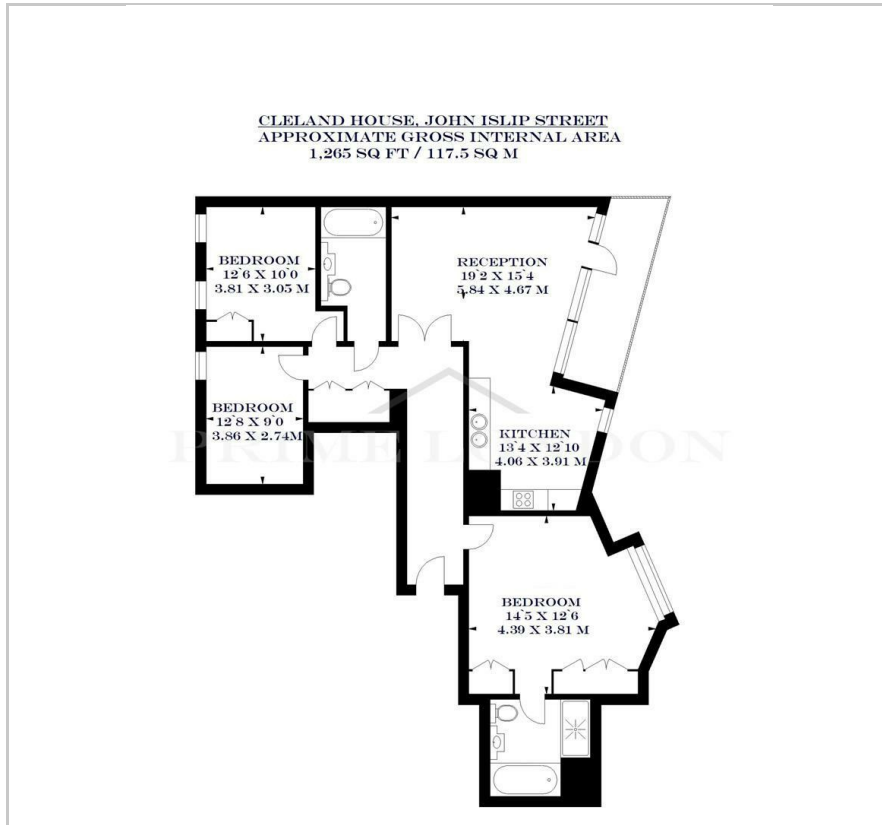 CLELAND HOUSE, JOHN ISLIP STREET
APPROXIMATE GROSS INTERNAL AREA
1,265 SQ FT / 117.5 SQ M
BEDROOM
12`6 X 10`0
3.81 X 3.05 M
RECEPTION
19`2 X 15`4
5.84 X 4.67 M
BEDROOM
12`8 X 9`0
3.86 X 2.74M
KITCHEN
13`4 X 12`10
4.06 X 3.91 M
PRIME LONDON
BEDROOM
14`5 X 12`6
4.39 X 3.81 M